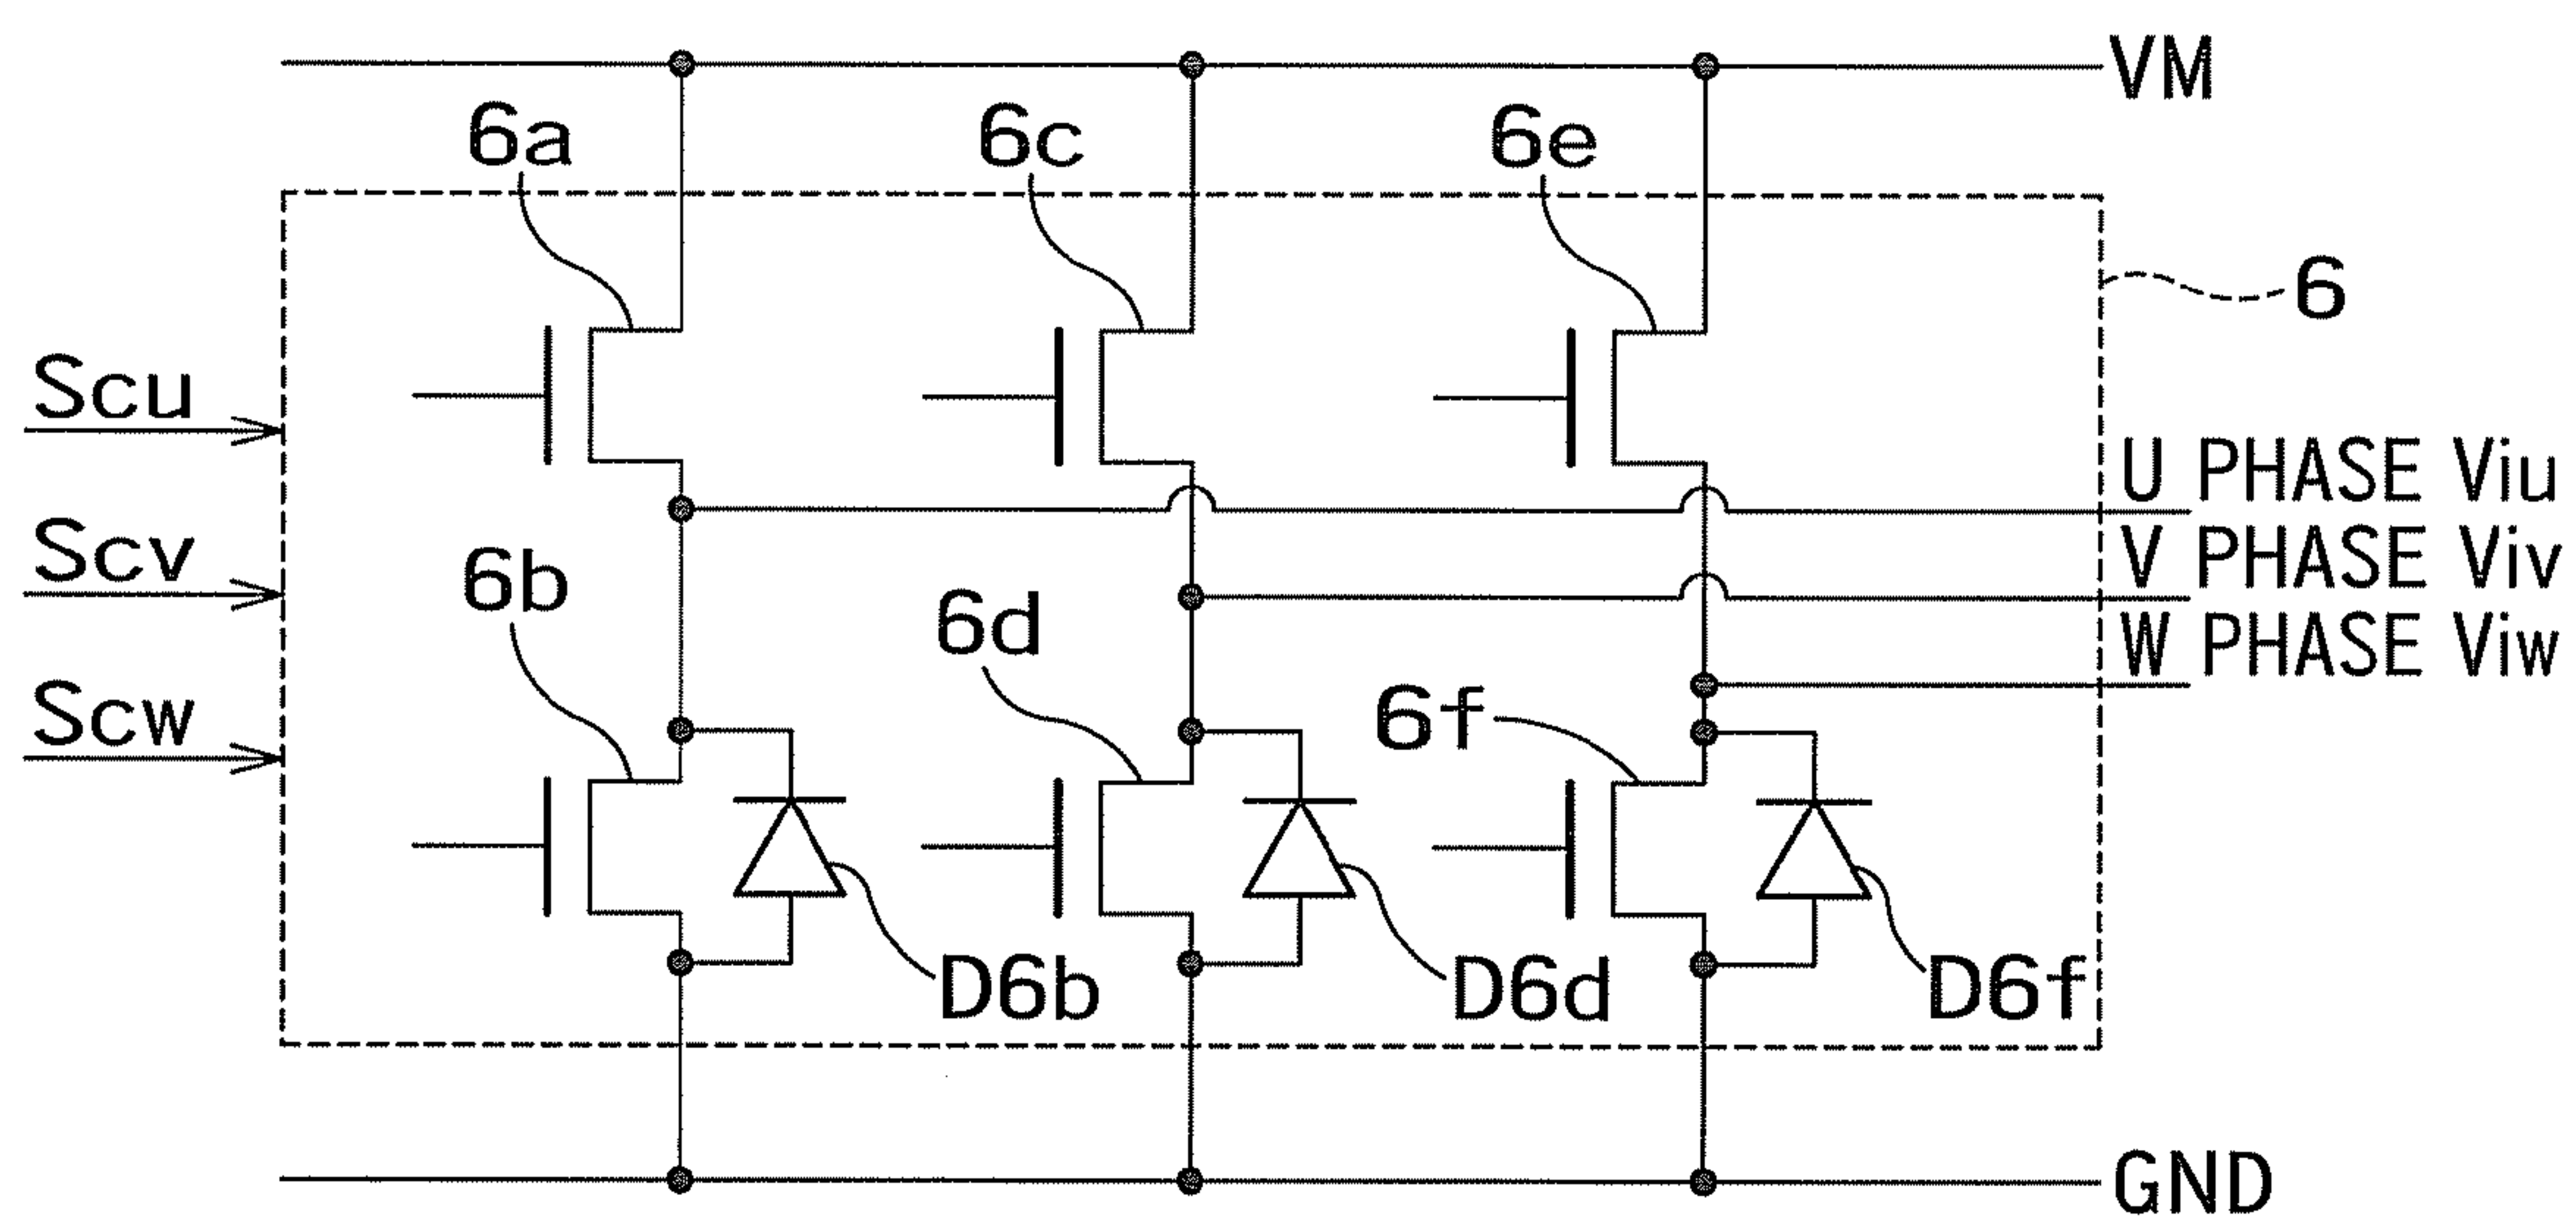 VM
6a
6c
6e
6
Scu
U PHASE Viu
Scv
V PHASE Viv
6b
6d
W PHASE Viw
Scw
6f
D6b
D6d
D6f
GND